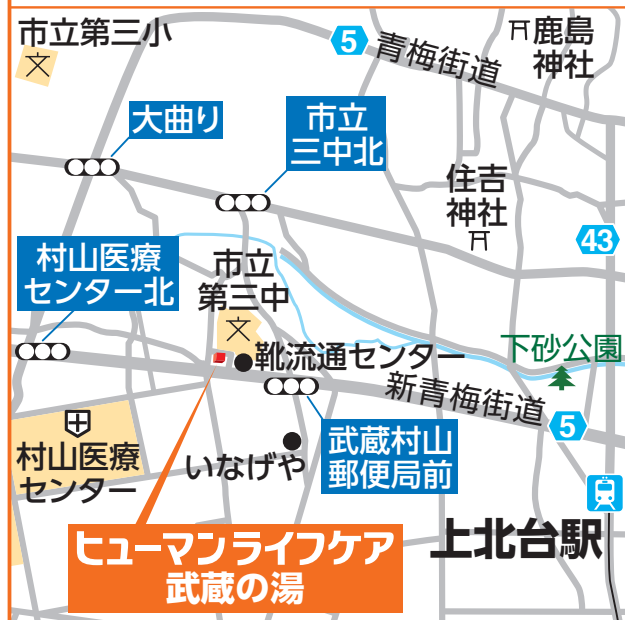 市立第三小
5
青梅街道
鹿島
神社
大曲り
市立
三中北
住吉
神社
43
村山医療
センター北
市立
第三中
靴流通センター
下砂公園
新青梅街道
5
村山医療
センター
いなげや
武蔵村山
郵便局前
上北台駅
ヒューマンライフケア
武蔵の湯